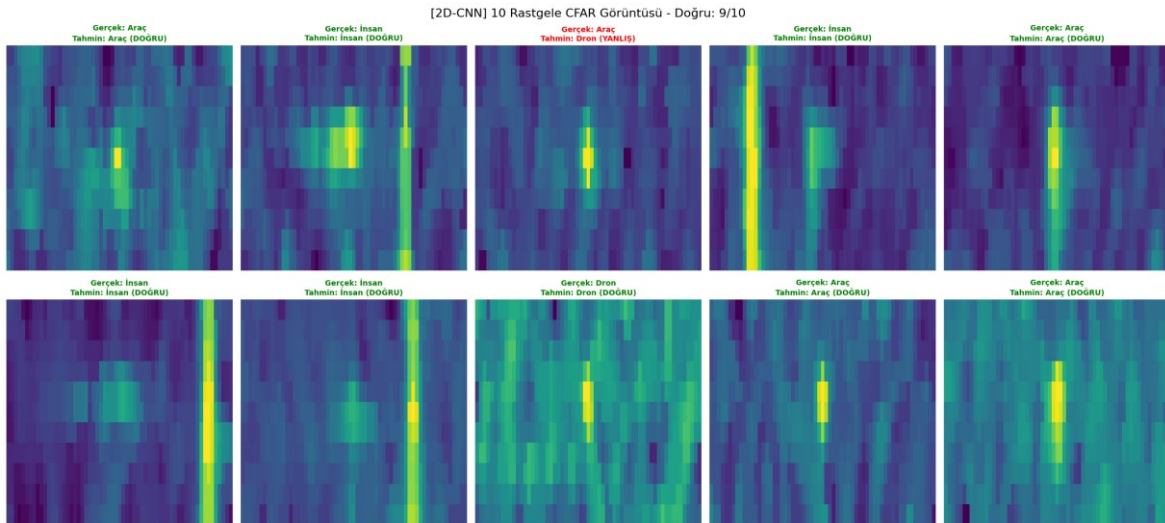 [2D-CNN] 10 Rastgele CFAR Görüntüsü - Doğru: 9/10
Gerçek: Araç
Tahmin: Araç (DOĞRU)
Gerçek: İnsan
Tahmin: İnsan (DOĞRU)
Gerçek: Araç
Tahmin: Dron (YANLIŞ)
Gerçek: İnsan
Tahmin: İnsan (DOĞRU)
Gerçek: Araç
Tahmin: Araç (DOĞRU)
Gerçek: İnsan
Tahmin: İnsan (DOĞRU)
Gerçek: İnsan
Tahmin: İnsan (DOĞRU)
Gerçek: Dron
Tahmin: Dron (DOĞRU)
Gerçek: Araç
Tahmin: Araç (DOĞRU)
Gerçek: Araç
Tahmin: Araç (DOĞRU)